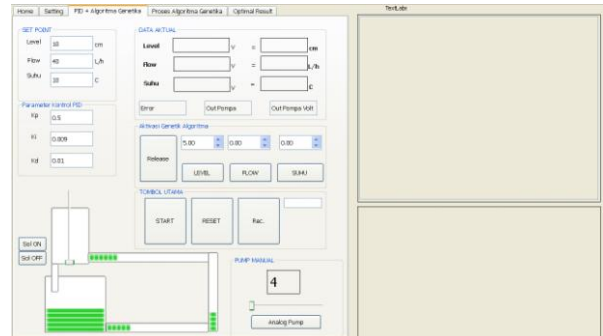 Home Setting PID + Algoritma Genetika Proses Algoritma Genetika Optimal Result
TextLabx
SET POINT
Level 10 cm
Flow 40 L/h
Suhu 10 C
Parameter Kontrol PID
Kp 0.5
Ki 0.009
Kd 0.01
DATA AKTUAL
Level V = cm
Flow V = L/h
Suhu V = C
Error Out Pompa Out Pompa Volt
Aktivasi Genetik Algoritma
Release 5.00 0.00 0.00
LEVEL FLOW SUHU
TOMBOL UTAMA
START RESET Rec.
Sol ON
Sol OFF
PUMP MANUAL
4
Analog Pump